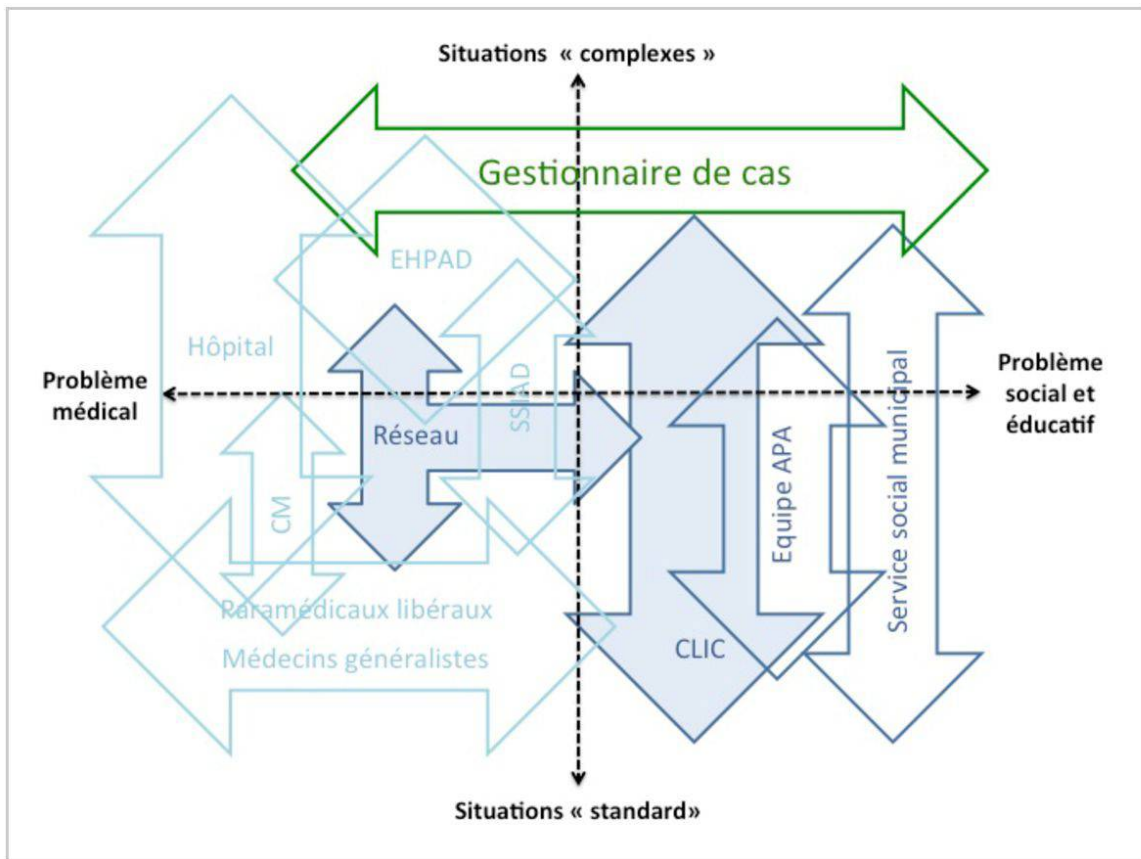 Situations « complexes »
Gestionnaire de cas
EHPAD
Hôpital
Problème
médical
Problème
social et
éducatif
Réseau
SSIAD
CM
Equipe APA
Service social municipal
Paramédicaux libéraux
Médecins généralistes
CLIC
Situations « standard»